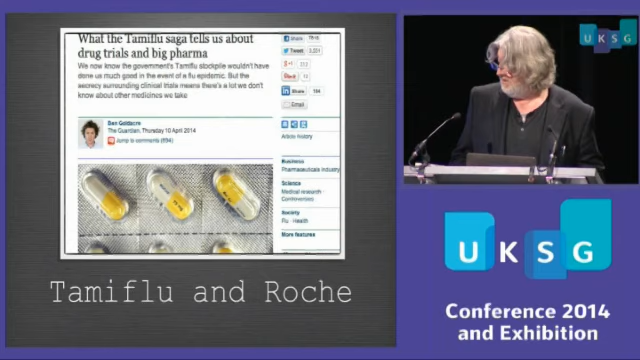 What the Tamiflu saga tells us about
drug trials and big pharma
We now know the government's Tamiflu stockpile wouldn't have
done us much good in the event of a flu epidemic. But the
secrecy surrounding clinical trials means there's a lot we don't
know about other medicines we take
Ben Goldacre
The Guardian, Thursday 10 April 2014
Jump to comments (694)
Share
Tweet
Share
Email
Article history
Business
Pharmaceuticals industry
Science
Medical research ·
Controversies
Society
Flu · Health
More features
Tamiflu and Roche
UKSG
UKSG
Conference 2014
and Exhibition